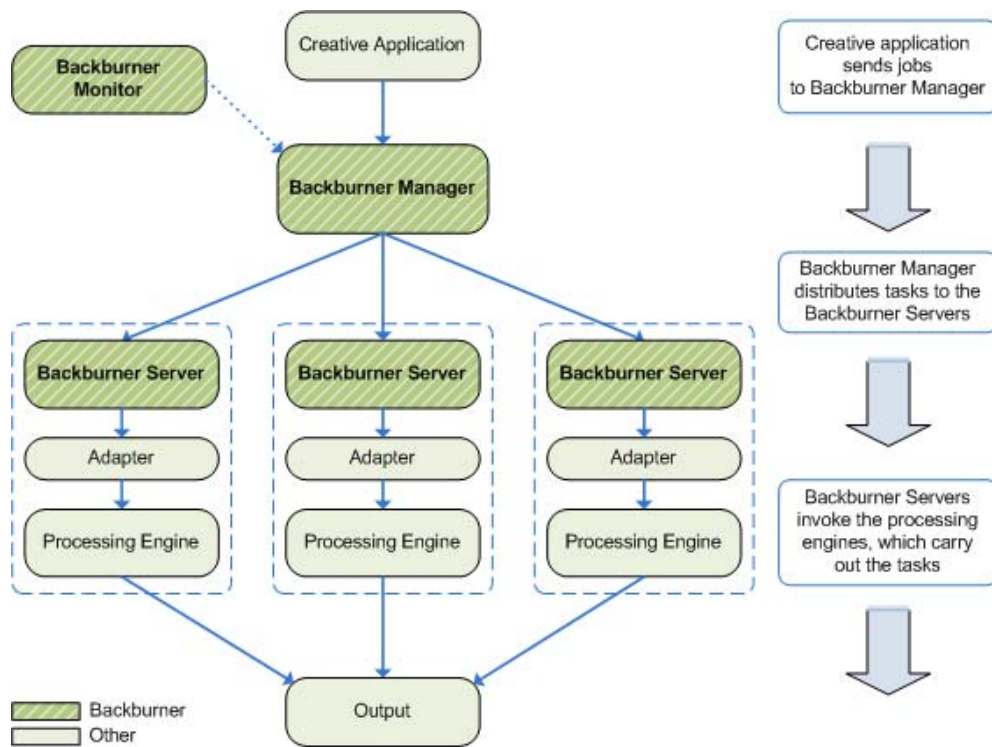 Creative Application
Backburner
Monitor
Backburner Manager
Backburner Server
Backburner Server
Backburner Server
Adapter
Adapter
Adapter
Processing Engine
Processing Engine
Processing Engine
Output
Backburner
Other
Creative application
sends jobs
to Backburner Manager
Backburner Manager
distributes tasks to the
Backburner Servers
Backburner Servers
invoke the processing
engines, which carry
out the tasks